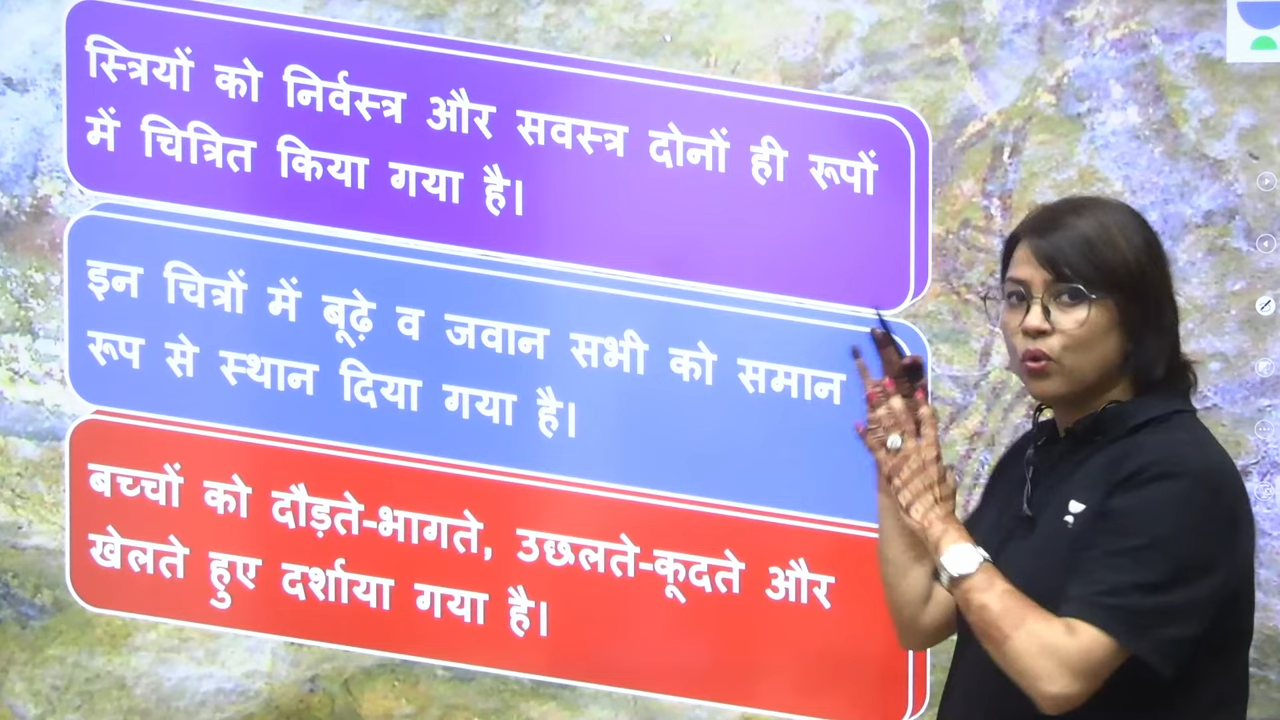 स्त्रियों को निर्वस्त्र और सवस्त्र दोनों ही रूपों
में चित्रित किया गया है।
इन चित्रों में बूढ़े व जवान सभी को समान
रूप से स्थान दिया गया है।
बच्चों को दौड़ते-भागते, उछलते-कूदते और
खेलते हुए दर्शाया गया है।